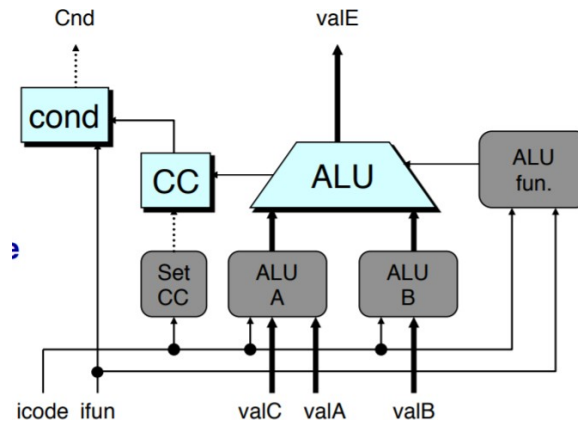 Cnd
valE
cond
CC
ALU
ALU
fun.
e
Set
CC
ALU
A
ALU
B
icode
ifun
valC
valA
valB